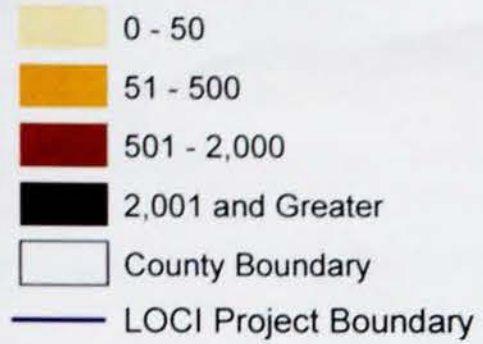 0 - 50
51 - 500
501 - 2,000
2,001 and Greater
County Boundary
LOCI Project Boundary